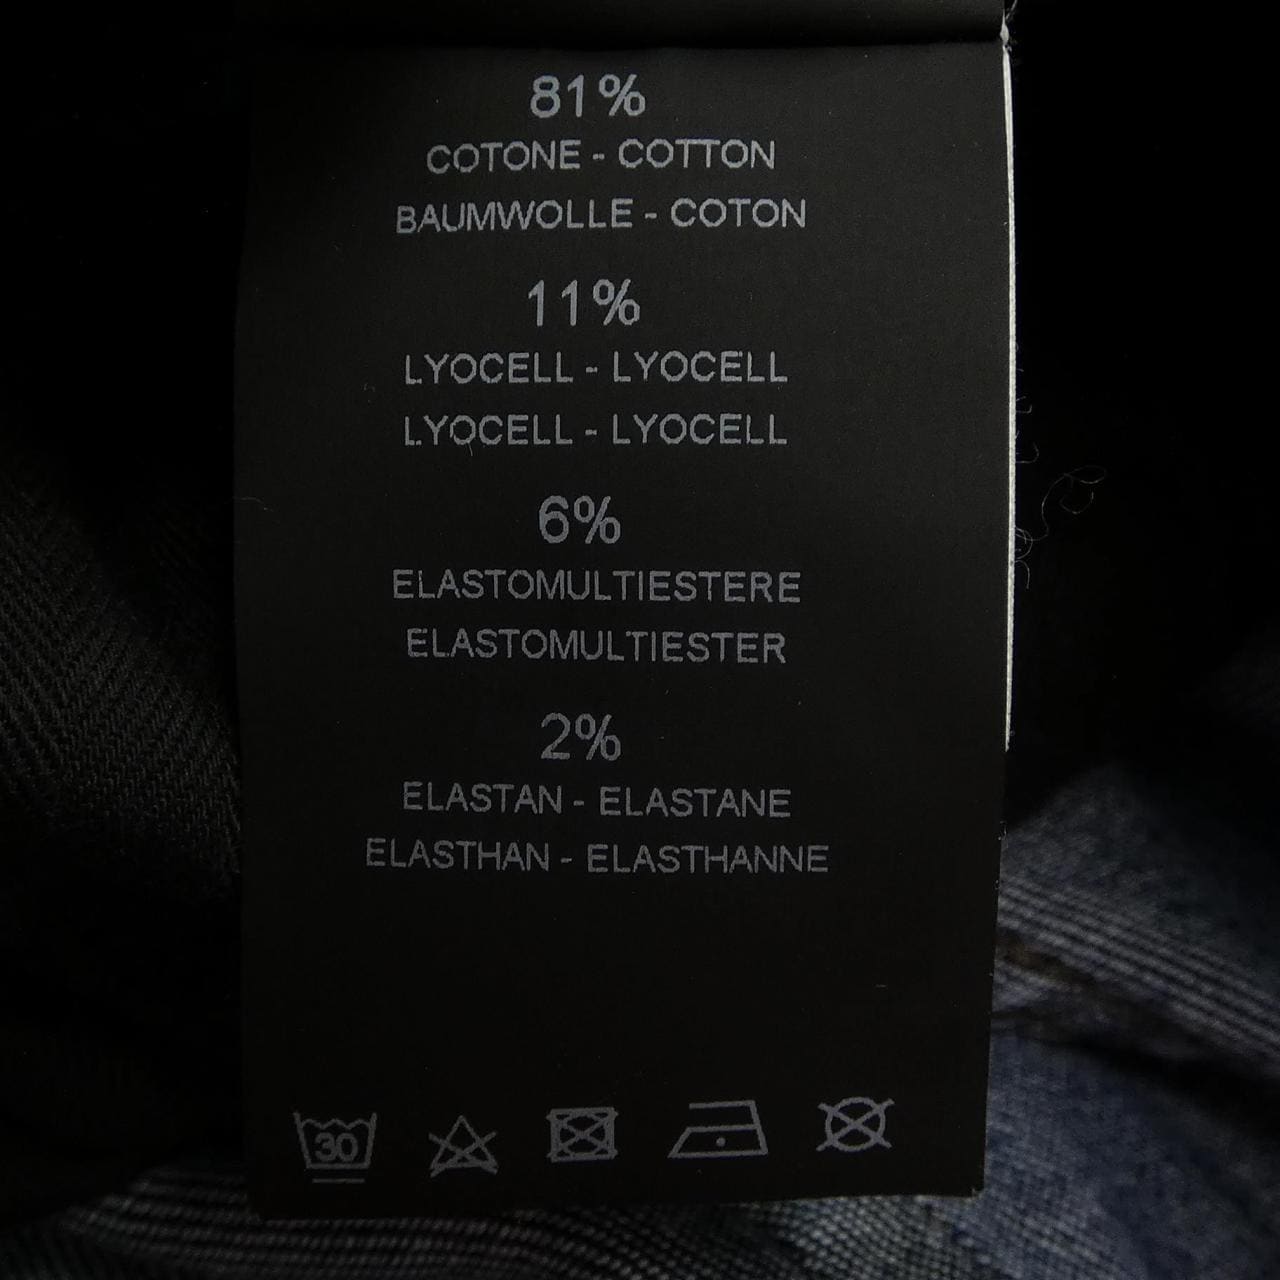 81%
COTONE - COTTON
BAUMWOLLE - COTON
11%
LYOCELL - LYOCELL
LYOCELL - LYOCELL
6%
ELASTOMULTIESTERE
ELASTOMULTIESTER
2%
ELASTAN - ELASTANE
ELASTHAN - ELASTHANNE
30